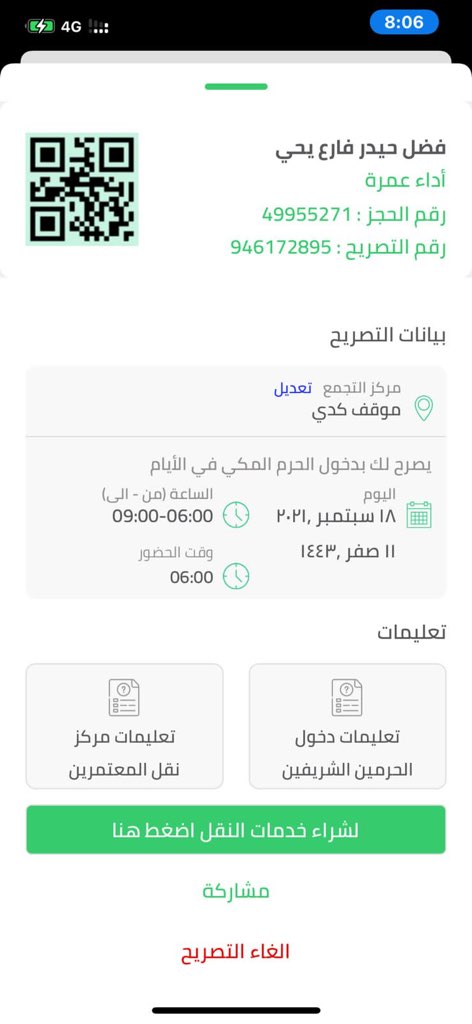 4G
8:06
فضل حيدر فارع يحي
أداء عمرة
رقم الحجز : 49955271
رقم التصريح : 946172895
بيانات التصريح
مركز التجمع تعديل
موقف كدي
يصرح لك بدخول الحرم المكي في الأيام
اليوم
١٨ سبتمبر ,٢٠٢١
١١ صفر ,١٤٤٣
الساعة (من - الى)
09:00-06:00
وقت الحضور
06:00
تعليمات
تعليمات دخول
الحرمين الشريفين
تعليمات مركز
نقل المعتمرين
لشراء خدمات النقل اضغط هنا
مشاركة
الغاء التصريح